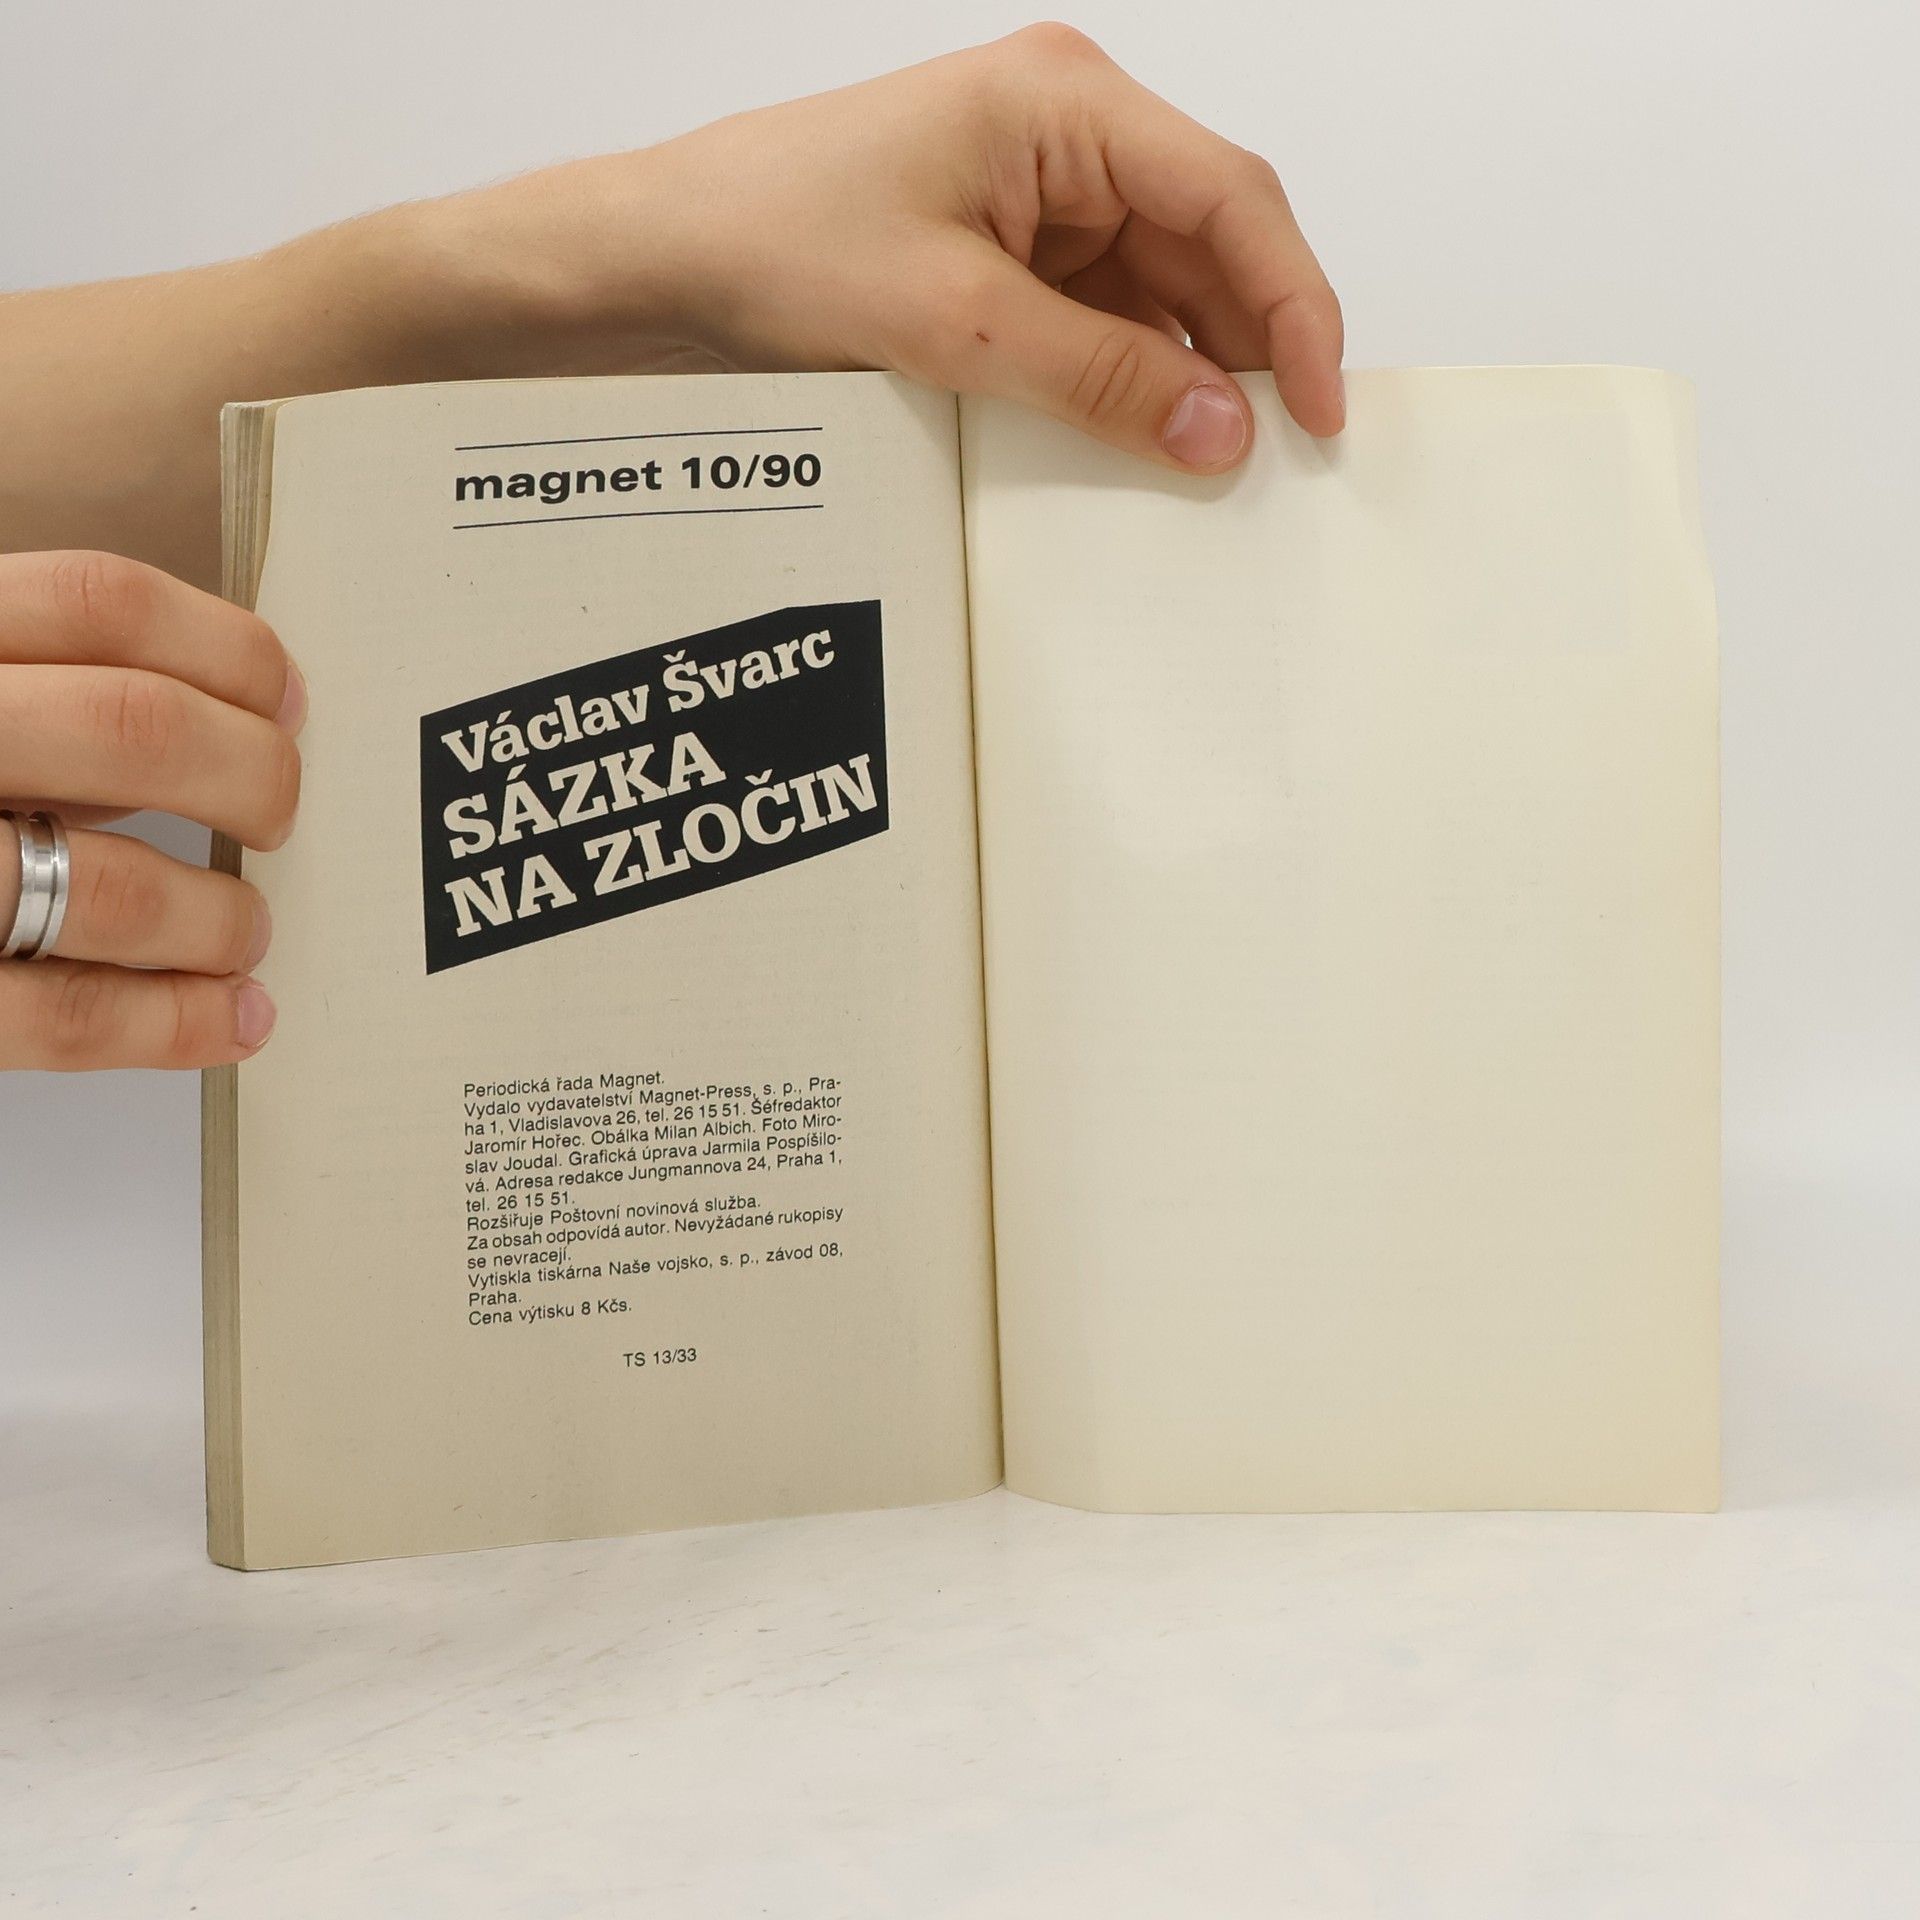 magnet 10/90
Václav Švarc
SÁZKA
NA ZLOČIN
Periodická řada Magnet.
Vydalo vydavatelství Magnet-Press, s. p., Pra-
ha 1, Vladislavova 26, tel. 26 15 51. Šéfredaktor
Jaromír Hořec. Obálka Milan Albich. Foto Miro-
slav Joudal. Grafická úprava Jarmila Pospíšilo-
vá. Adresa redakce Jungmannova 24, Praha 1,
tel. 26 15 51.
Rozšiřuje Poštovní novinová služba.
Za obsah odpovídá autor. Nevyžádané rukopisy
se nevracejí.
Vytiskla tiskárna Naše vojsko, s. p., závod 08,
Praha.
Cena výtisku 8 Kčs.
TS 13/33